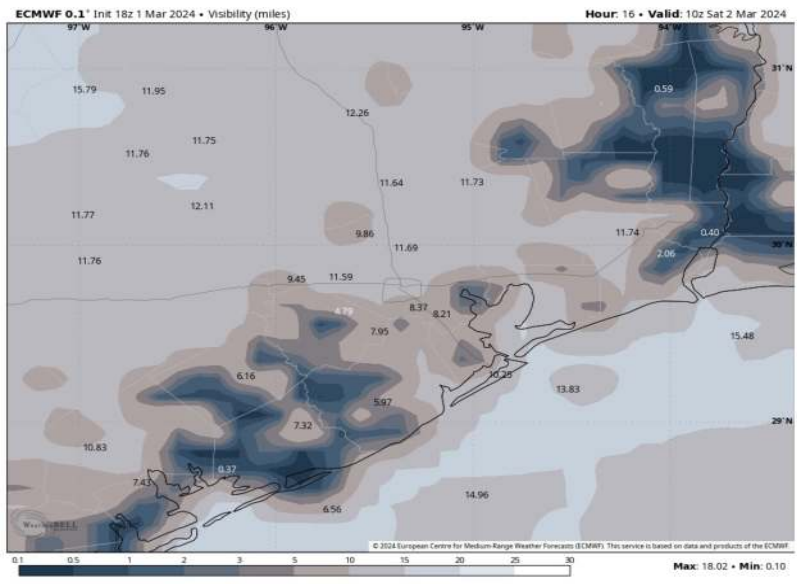 ECMWF 0.1° Init 18z 1 Mar 2024 • Visibility (miles) Hour: 16 • Valid: 10z Sat 2 Mar 2024
97°W 96°W 95°W 94°W
31°N
15.79 11.95 0.59
12.26
11.75
11.76
11.64 11.73
12.11
11.77
9.86 11.74 0.40
11.69 30°N
11.76 2.06
9.45 11.59
4.79 8.37 8.21
7.95
15.48
6.16 10.25
13.83
5.97
7.32 29°N
10.83
0.37
7.43
14.96
6.56
WeatherBELL
© 2024 European Centre for Medium-Range Weather Forecasts (ECMWF). This service is based on data and products of the ECMWF.
0.1 0.5 1 2 3 5 10 15 20 25 30
Max: 18.02 • Min: 0.10